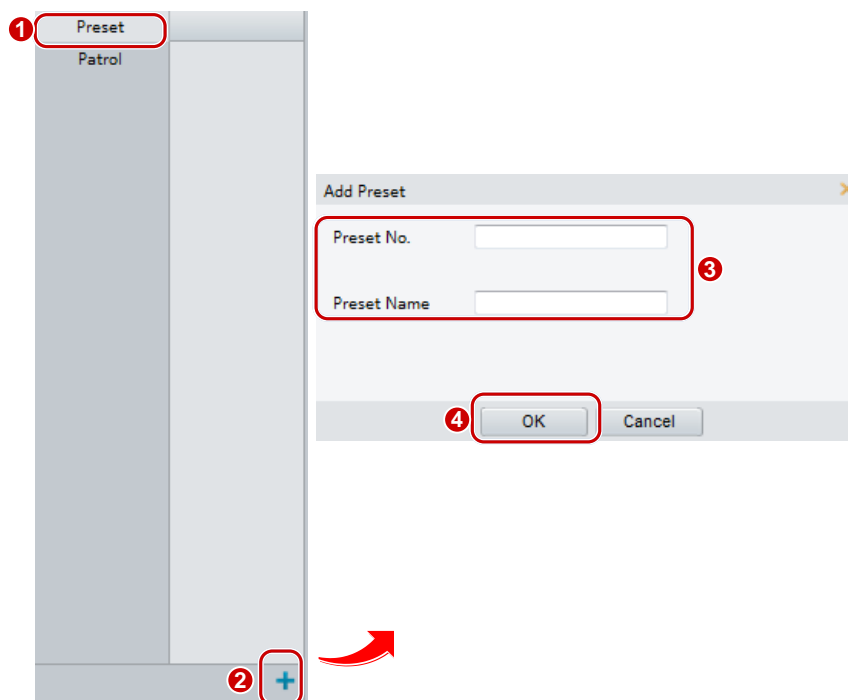 1 Preset
Patrol
Add Preset
Preset No.
3
Preset Name
4 OK Cancel
2 +